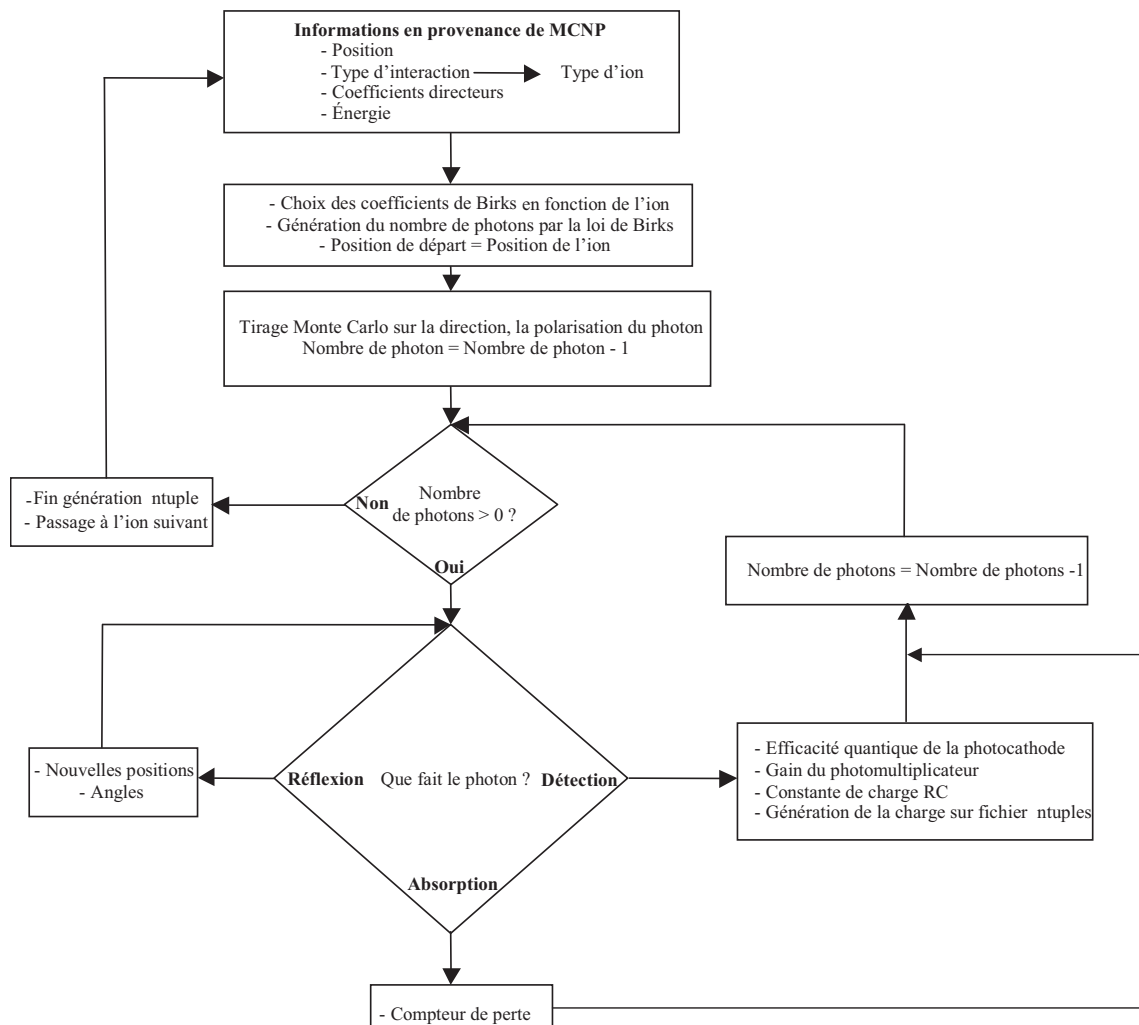 Informations en provenance de MCNP
- Position
- Type d'interaction
Type d'ion
- Coefficients directeurs
- Énergie
- Choix des coefficients de Birks en fonction de l'ion
- Génération du nombre de photons par la loi de Birks
- Position de départ = Position de l'ion
Tirage Monte Carlo sur la direction, la polarisation du photon
Nombre de photon = Nombre de photon - 1
-Fin génération ntuple
- Passage à l'ion suivant
Non
Nombre
de photons > 0 ?
Oui
Nombre de photons = Nombre de photons -1
- Nouvelles positions
- Angles
Réflexion
Que fait le photon ?
Détection
Absorption
- Efficacité quantique de la photocathode
- Gain du photomultiplicateur
- Constante de charge RC
- Génération de la charge sur fichier ntuples
- Compteur de perte